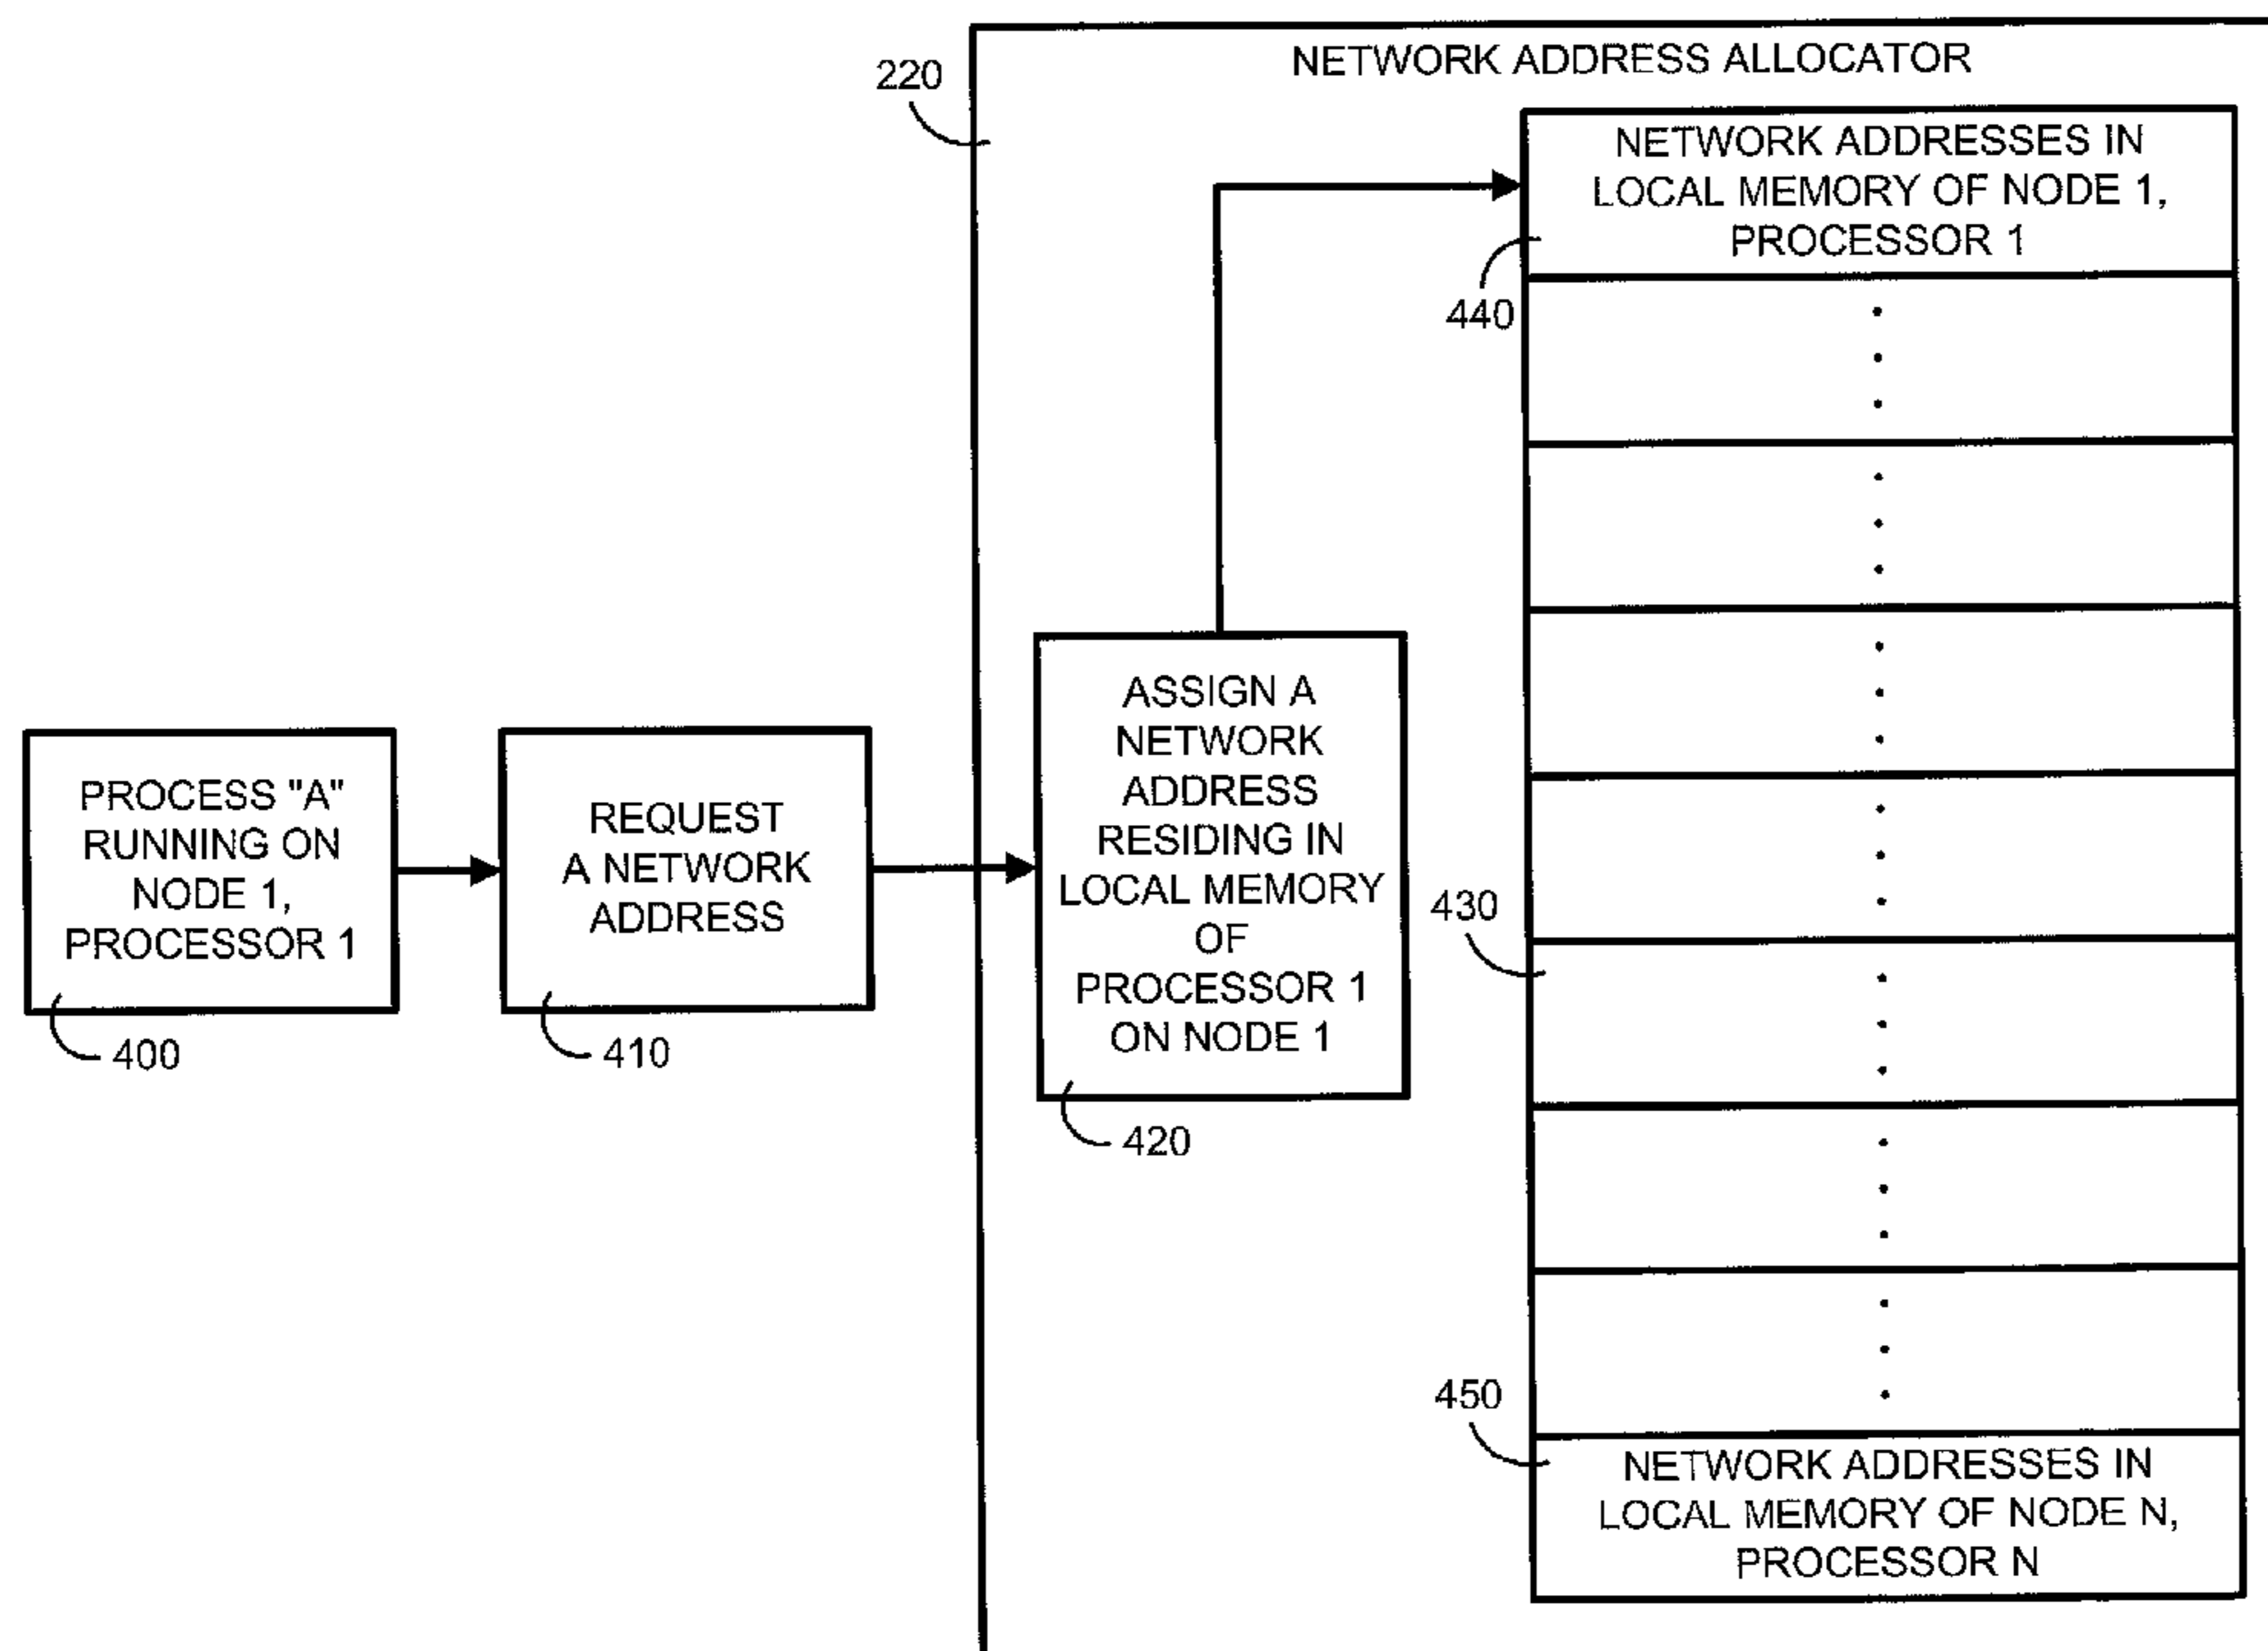 NETWORK ADDRESS ALLOCATOR
220
NETWORK ADDRESSES IN
LOCAL MEMORY OF NODE 1,
PROCESSOR 1
440
ASSIGN A
NETWORK
ADDRESS
RESIDING IN
LOCAL MEMORY
OF
PROCESSOR 1
ON NODE 1
420
PROCESS "A"
RUNNING ON
NODE 1,
PROCESSOR 1
400
REQUEST
A NETWORK
ADDRESS
410
430
450
NETWORK ADDRESSES IN
LOCAL MEMORY OF NODE N,
PROCESSOR N